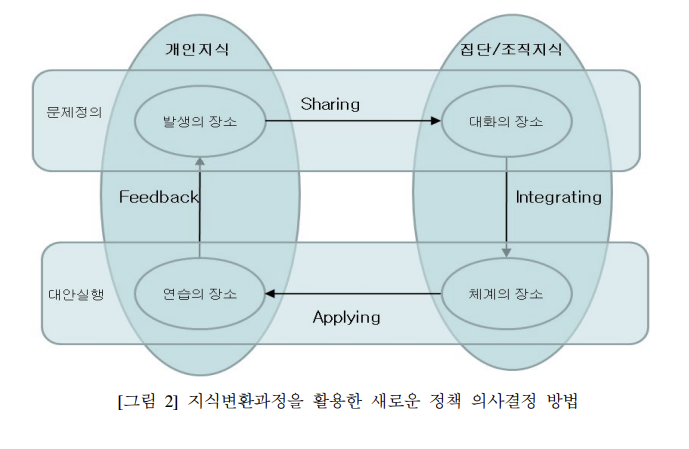 개인지식
집단/조직지식
문제정의
발생의 장소
Sharing
대화의 장소
Feedback
Integrating
대안실행
연습의 장소
체계의 장소
Applying
[그림 2] 지식변환과정을 활용한 새로운 정책 의사결정 방법